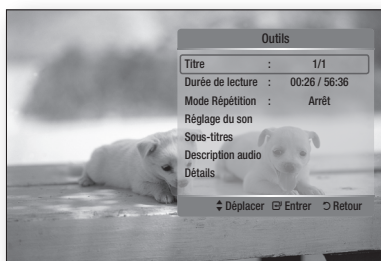 Outils
Titre : 1/1
Durée de lecture : 00:26 / 56:36
Mode Répétition : Arrêt
Réglage du son
Sous-titres
Description audio
Détails
Déplacer Entrer Retour